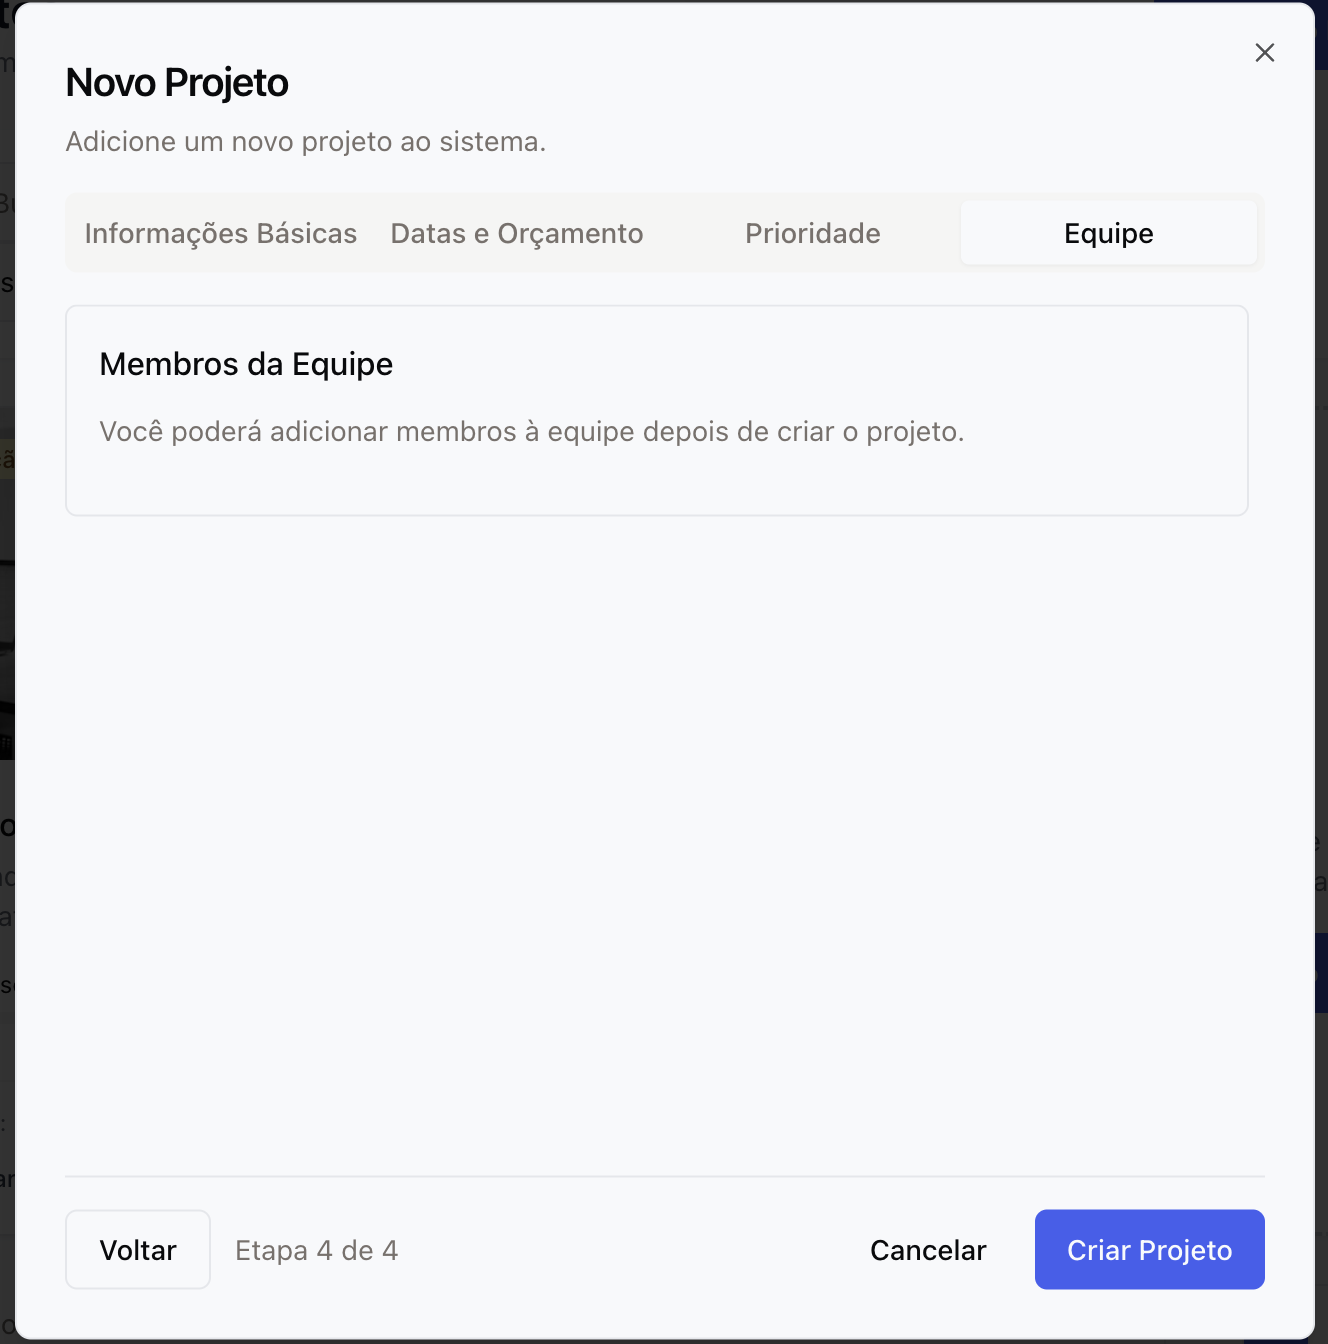 Novo Projeto
Adicione um novo projeto ao sistema.
Informações Básicas
Datas e Orçamento
Prioridade
Equipe
Membros da Equipe
Você poderá adicionar membros à equipe depois de criar o projeto.
Voltar
Etapa 4 de 4
Cancelar
Criar Projeto